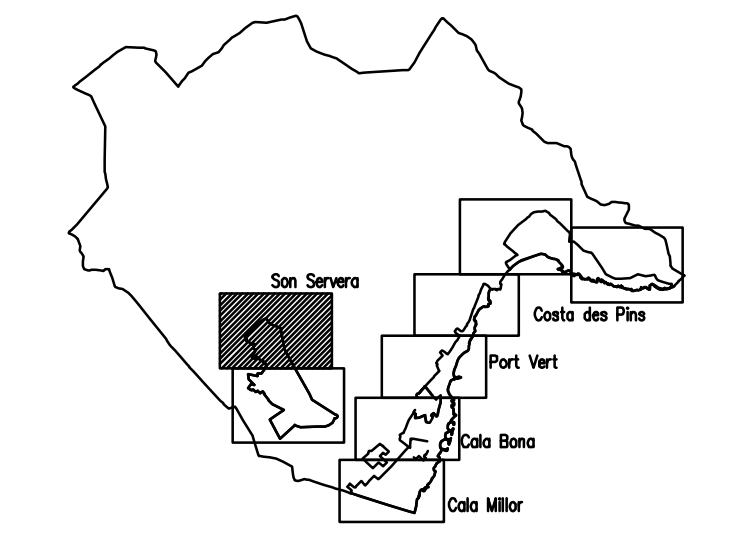 Son Servera
Costa des Pins
Port Vert
Cala Bona
Cala Millor